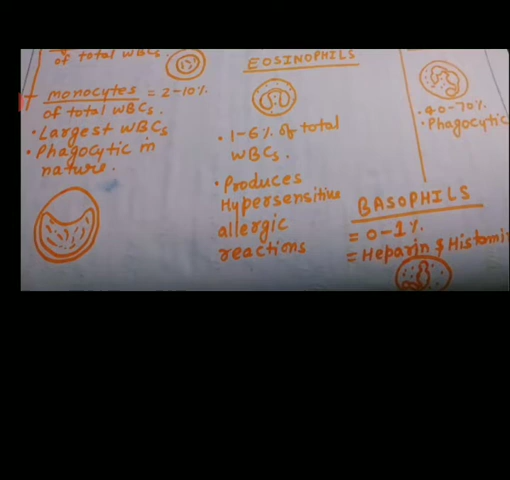 of total WBCs.
monocytes = 2-10%
of total WBCs.
• Largest WBCs
• Phagocytic in
nature.
EOSINOPHILS
• 1-6% of total
WBCs.
• Produces
Hypersensitive
allergic
reactions
• 40-70%.
• Phagocytic
BASOPHILS
= 0-1%.
= Heparin & Histami